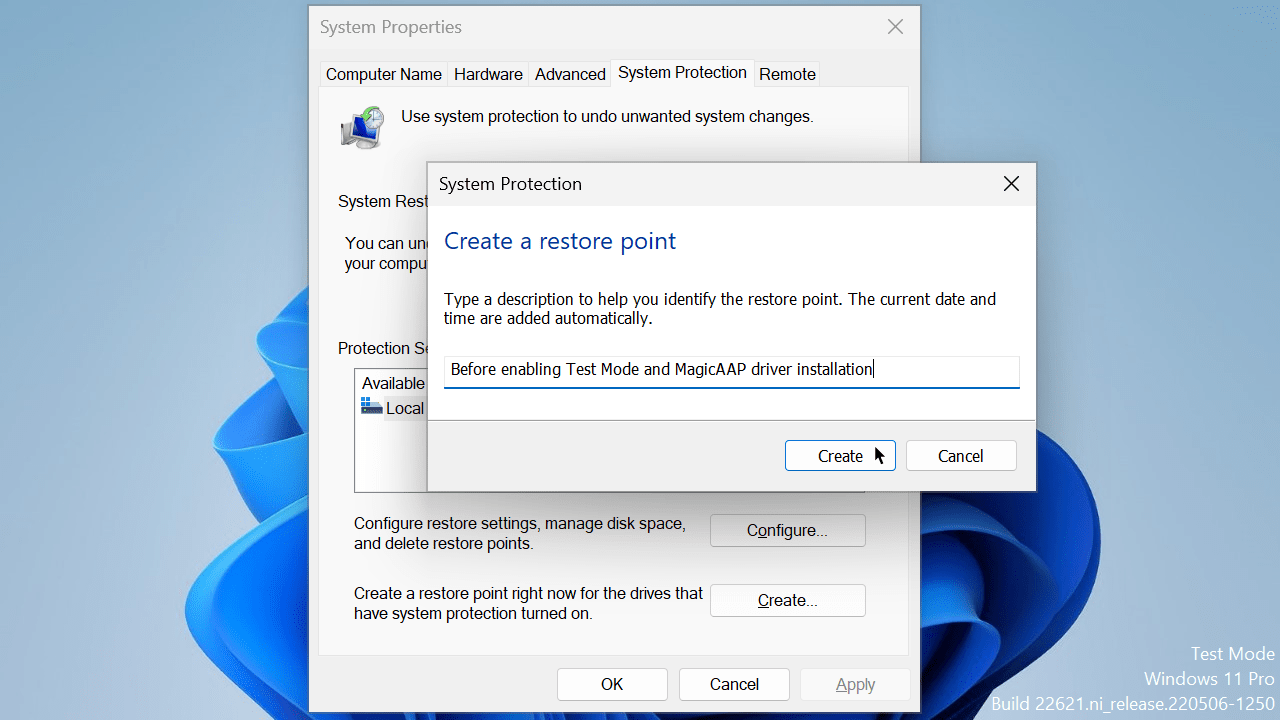 System Properties
Computer Name Hardware Advanced System Protection Remote
Use system protection to undo unwanted system changes.
System Protection
System Rest
Create a restore point
You can un
your compu
Type a description to help you identify the restore point. The current date and
time are added automatically.
Protection Se
Before enabling Test Mode and MagicAAP driver installation
Available
Local
Create Cancel
Configure restore settings, manage disk space,
and delete restore points.
Configure...
Create a restore point right now for the drives that
have system protection turned on.
Create...
OK Cancel Apply
Test Mode
Windows 11 Pro
Build 22621.ni_release.220506-1250